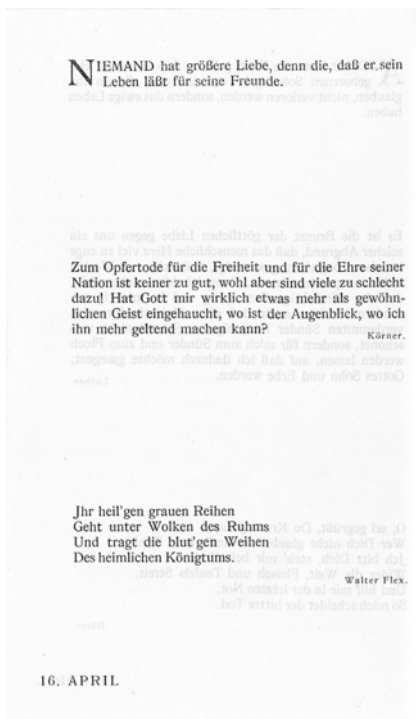 NIEMAND hat größere Liebe, denn die, daß er sein
Leben läßt für seine Freunde.
Zum Opfertode für die Freiheit und für die Ehre seiner
Nation ist keiner zu gut, wohl aber sind viele zu schlecht
dazu! Hat Gott mir wirklich etwas mehr als gewöhn-
lichen Geist eingehaucht, wo ist der Augenblick, wo ich
ihn mehr geltend machen kann?
Körner.
Jhr heil'gen grauen Reihen
Geht unter Wolken des Ruhms
Und tragt die blut'gen Weihen
Des heimlichen Königtums.
Walter Flex.
16. APRIL